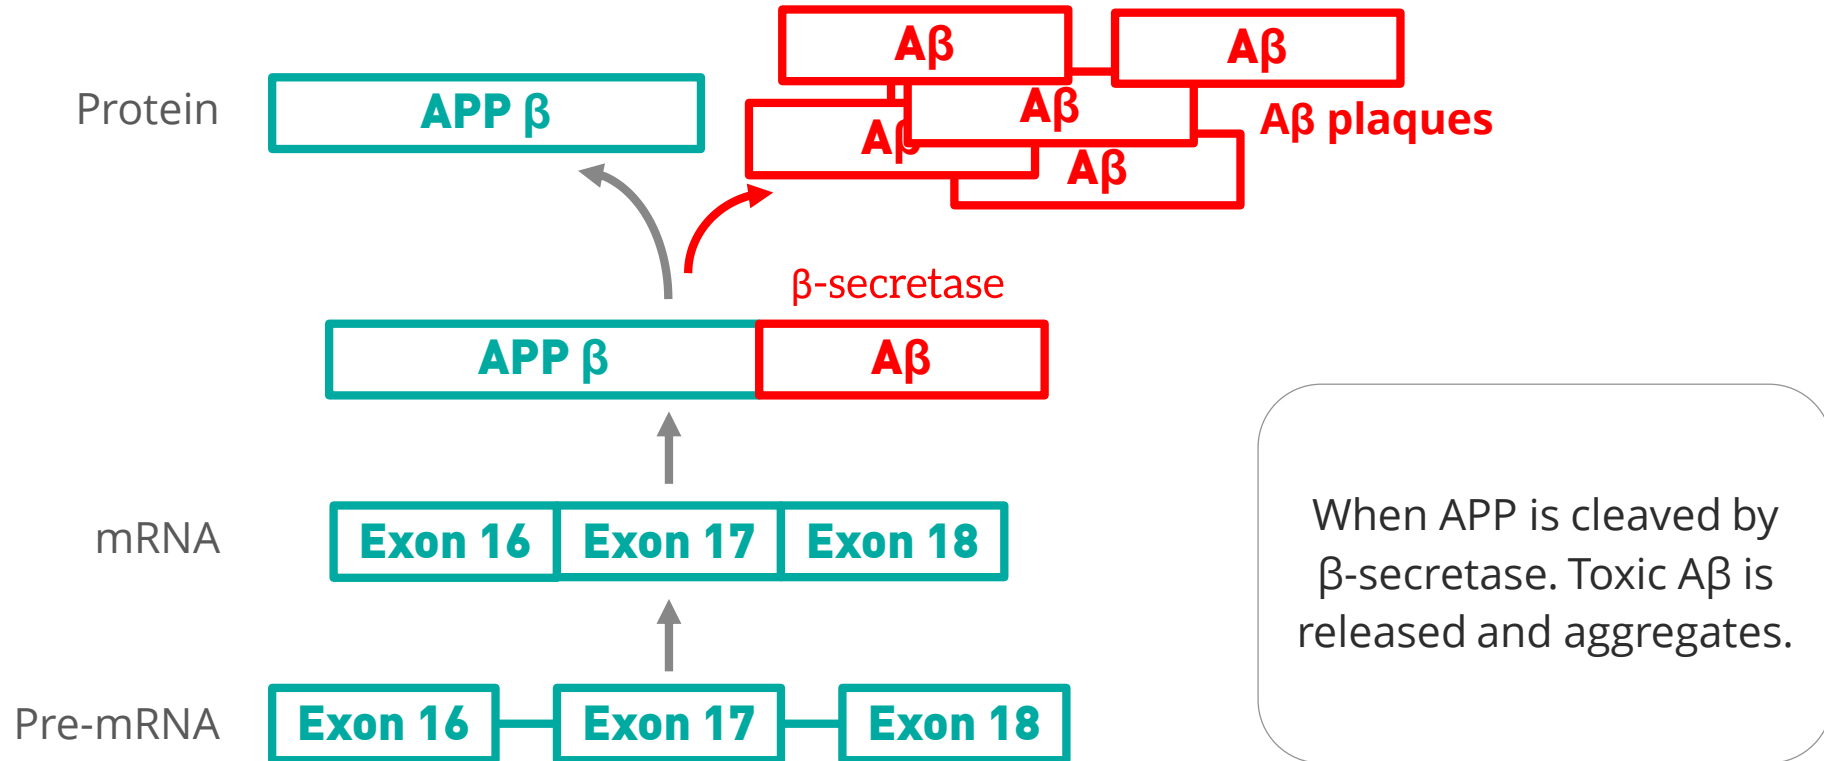 Aβ
Aβ
Protein
APP β
Aβ
Aβ plaques
Aβ
Aβ
β-secretase
APP β
Aβ
mRNA
Exon 16
Exon 17
Exon 18
When APP is cleaved by
β-secretase. Toxic Aβ is
released and aggregates.
Pre-mRNA
Exon 16
Exon 17
Exon 18